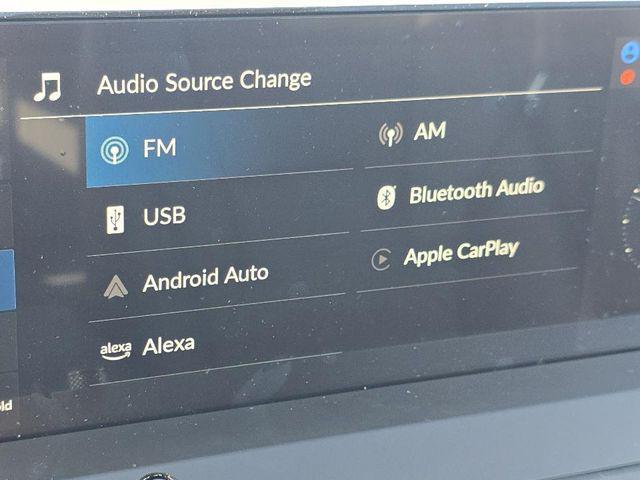 Audio Source Change
FM
AM
USB
Bluetooth Audio
Android Auto
Apple CarPlay
alexa Alexa